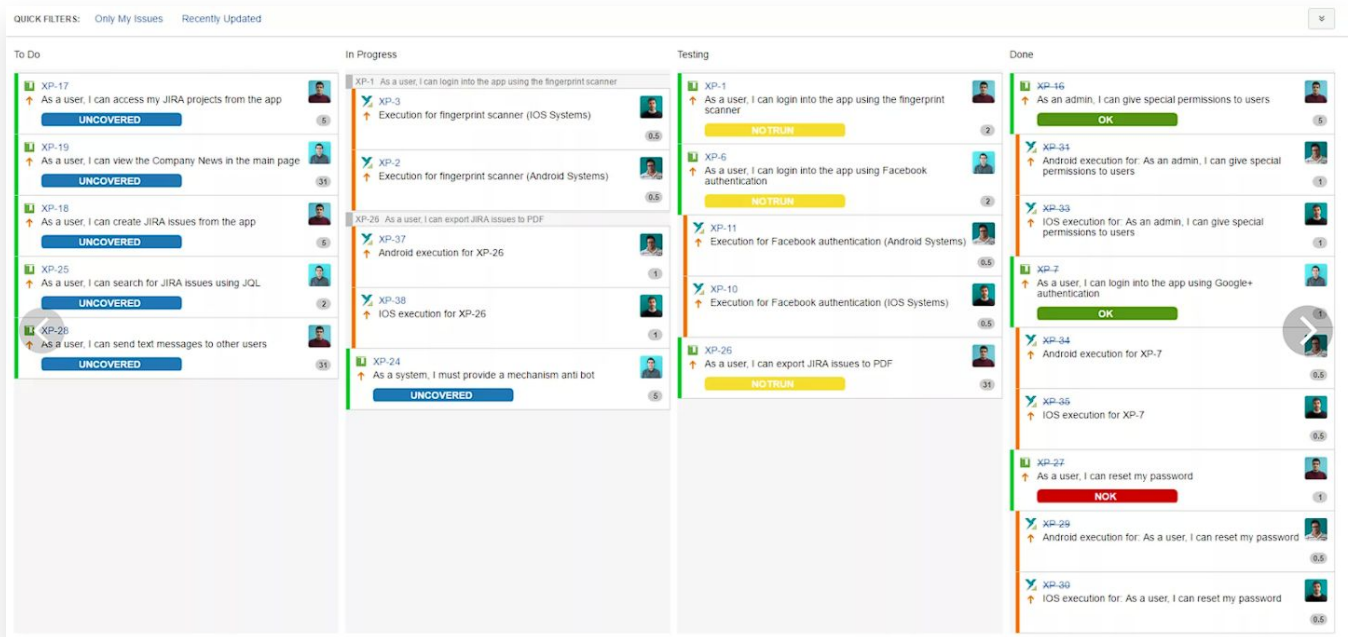 QUICK FILTERS: Only My Issues Recently Updated
To Do
XP-17
As a user, I can access my JIRA projects from the app
UNCOVERED
5
XP-19
As a user, I can view the Company News in the main page
UNCOVERED
31
XP-18
As a user, I can create JIRA issues from the app
UNCOVERED
5
XP-25
As a user, I can search for JIRA issues using JQL
UNCOVERED
2
XP-28
As a user, I can send text messages to other users
UNCOVERED
31
In Progress
XP-1 As a user, I can login into the app using the fingerprint scanner
XP-3
Execution for fingerprint scanner (IOS Systems)
0.5
XP-2
Execution for fingerprint scanner (Android Systems)
0.5
XP-26 As a user, I can export JIRA issues to PDF
XP-37
Android execution for XP-26
1
XP-38
IOS execution for XP-26
1
XP-24
As a system, I must provide a mechanism anti bot
UNCOVERED
5
Testing
XP-1
As a user, I can login into the app using the fingerprint
scanner
NOTRUN
2
XP-6
As a user, I can login into the app using Facebook
authentication
NOTRUN
2
XP-11
Execution for Facebook authentication (Android Systems)
0.5
XP-10
Execution for Facebook authentication (IOS Systems)
0.5
XP-26
As a user, I can export JIRA issues to PDF
NOTRUN
31
Done
XP-16
As an admin, I can give special permissions to users
OK
5
XP-31
Android execution for: As an admin, I can give special
permissions to users
1
XP-33
IOS execution for: As an admin, I can give special
permissions to users
1
XP-7
As a user, I can login into the app using Google+
authentication
OK
1
XP-34
Android execution for XP-7
0.5
XP-35
IOS execution for XP-7
0.5
XP-27
As a user, I can reset my password
NOK
1
XP-29
Android execution for: As a user, I can reset my password
0.5
XP-30
IOS execution for: As a user, I can reset my password
0.5